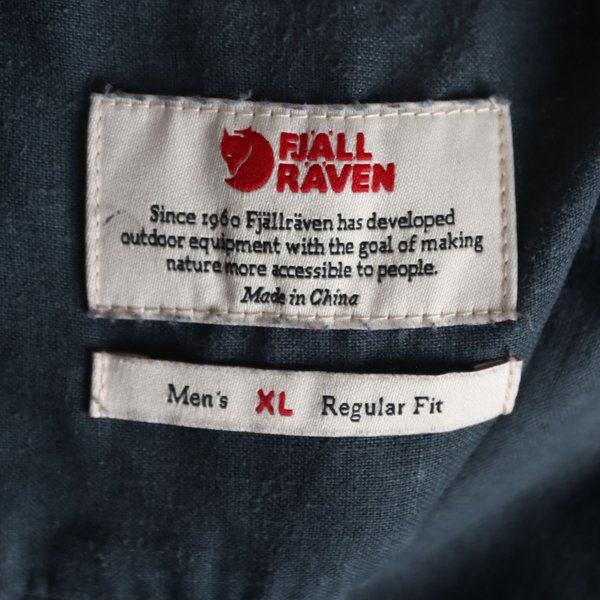 FJÄLL
RÄVEN
Since 1960 Fjällräven has developed
outdoor equipment with the goal of making
nature more accessible to people.
Made in China
Men's XL Regular Fit